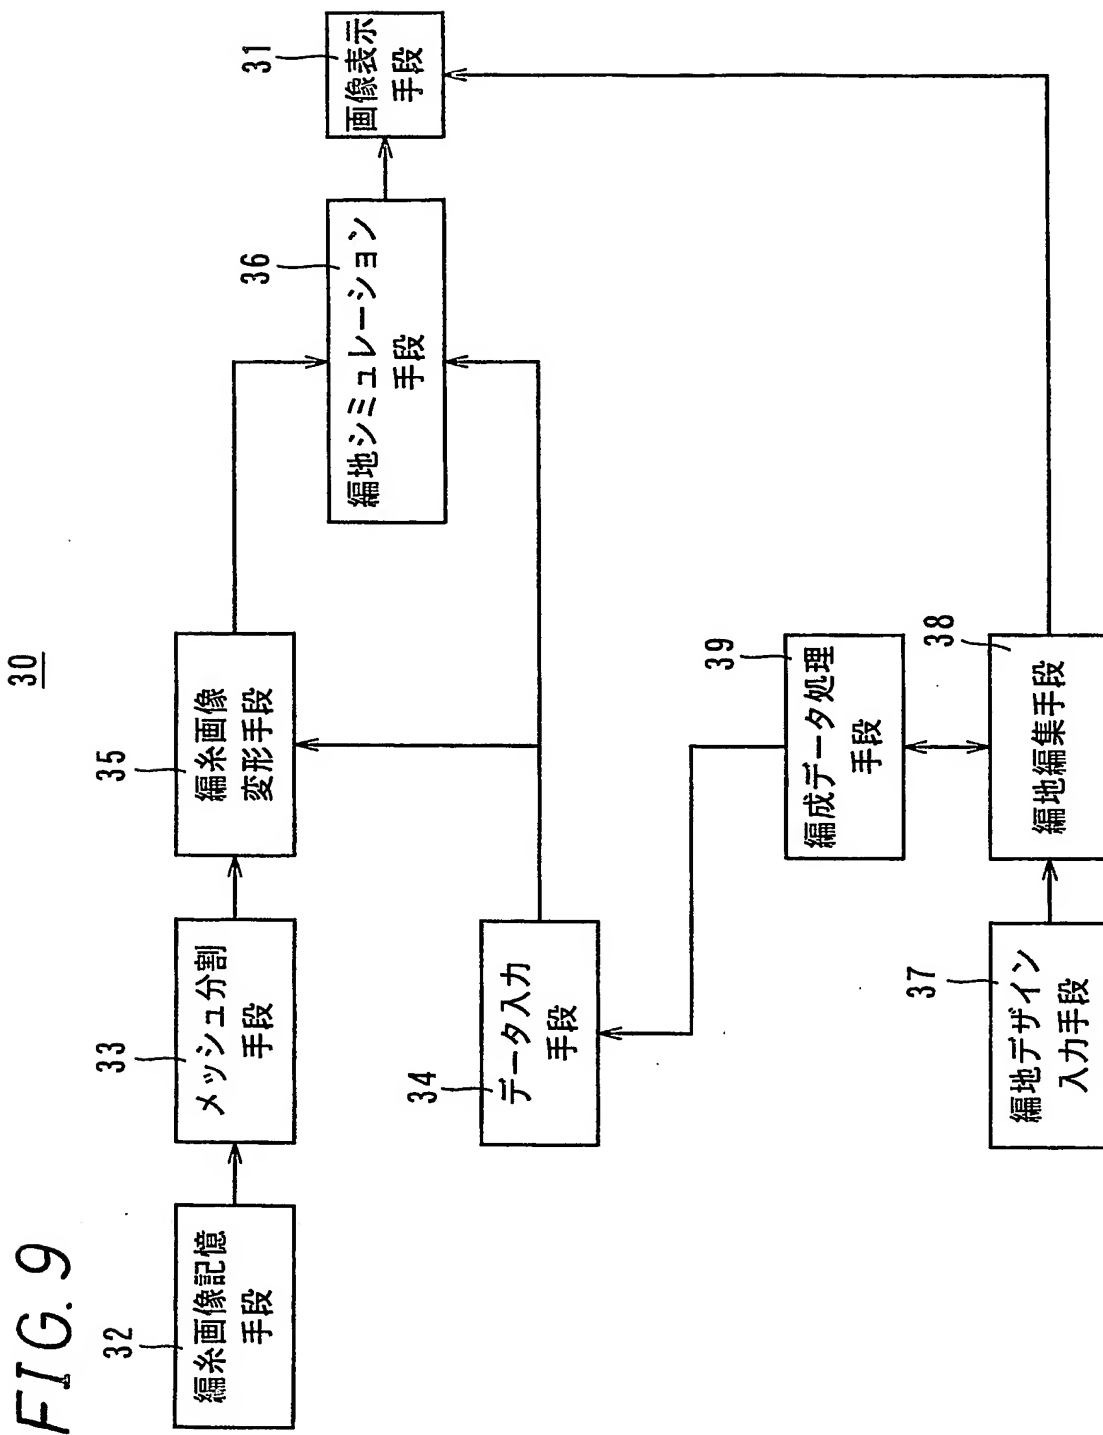 FIG. 9
30
32
編糸画像記憶
手段
33
メッシュ分割
手段
35
編糸画像
変形手段
36
編地シミュレーション
手段
31
画像表示
手段
34
データ入力
手段
39
編成データ処理
手段
37
編地デザイン
入力手段
38
編地編集手段